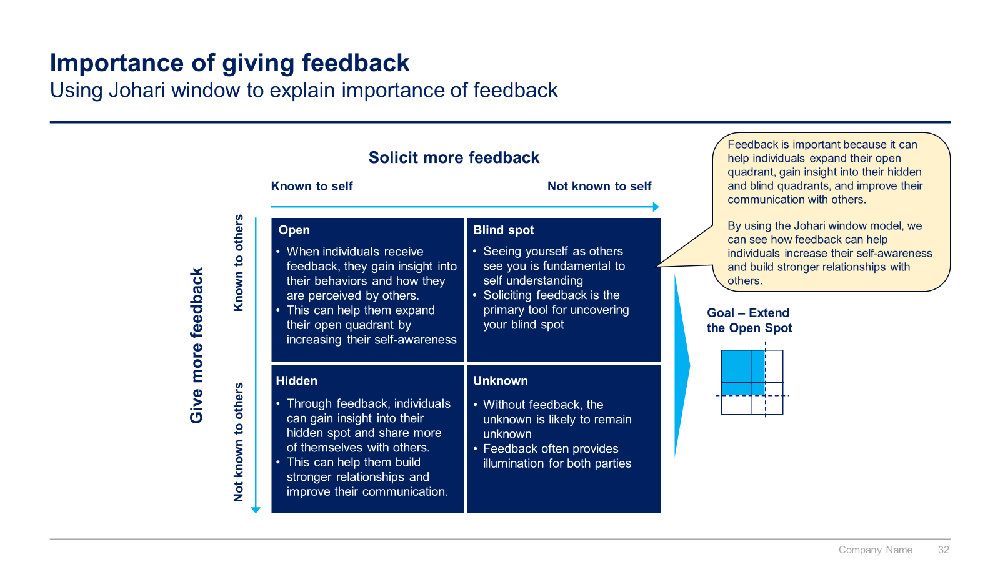 Importance of giving feedback
Using Johari window to explain importance of feedback
Solicit more feedback
Known to self
Not known to self
Give more feedback
Known to others
Not known to others
Open
• When individuals receive
feedback, they gain insight into
their behaviors and how they
are perceived by others.
• This can help them expand
their open quadrant by
increasing their self-awareness
Blind spot
• Seeing yourself as others
see you is fundamental to
self understanding
• Soliciting feedback is the
primary tool for uncovering
your blind spot
Hidden
• Through feedback, individuals
can gain insight into their
hidden spot and share more
of themselves with others.
• This can help them build
stronger relationships and
improve their communication.
Unknown
• Without feedback, the
unknown is likely to remain
unknown
• Feedback often provides
illumination for both parties
Feedback is important because it can
help individuals expand their open
quadrant, gain insight into their hidden
and blind quadrants, and improve their
communication with others.
By using the Johari window model, we
can see how feedback can help
individuals increase their self-awareness
and build stronger relationships with
others.
Goal – Extend
the Open Spot
Company Name
32